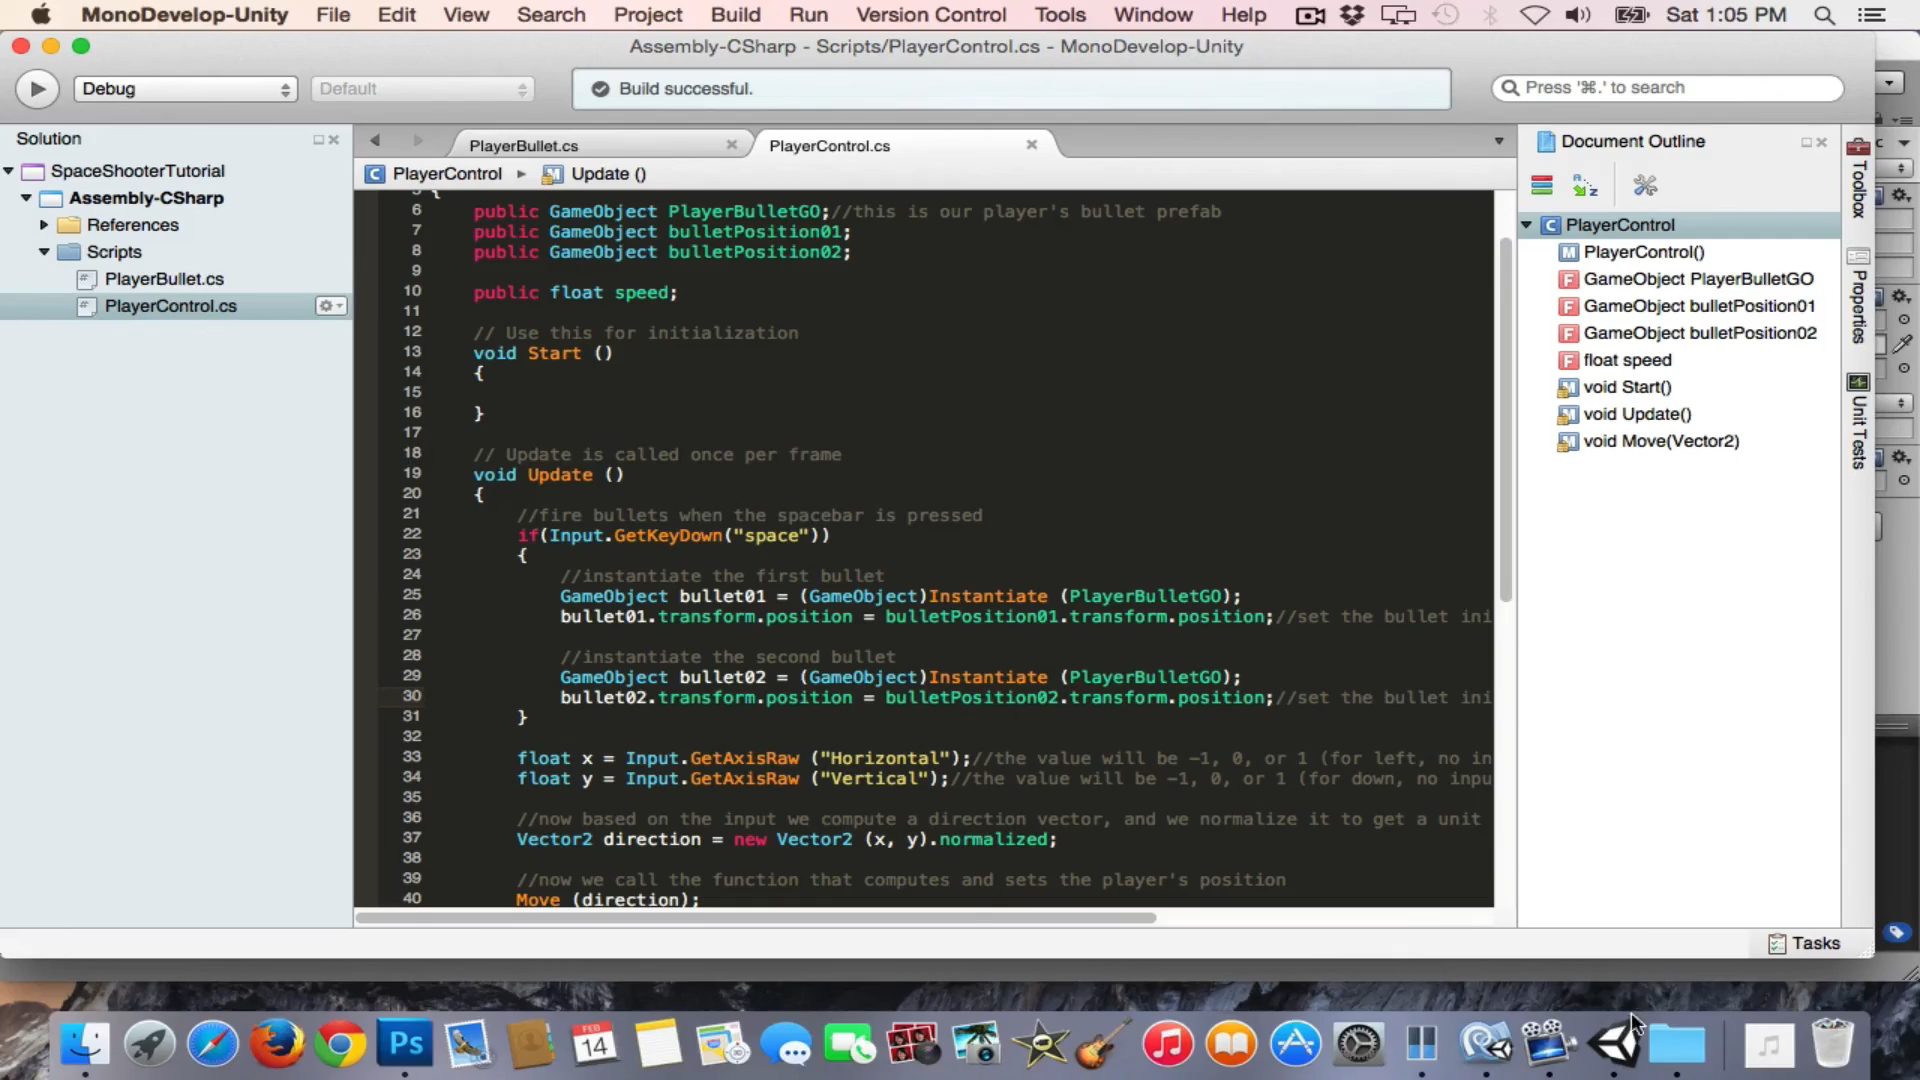 MonoDevelop-Unity File Edit View Search Project Build Run Version Control Tools Window Help Sat 1:05 PM
Assembly-CSharp - Scripts/PlayerControl.cs - MonoDevelop-Unity
Debug Default Build successful. Press '⌘.' to search
Solution
SpaceShooterTutorial
Assembly-CSharp
References
Scripts
PlayerBullet.cs
PlayerControl.cs
PlayerBullet.cs PlayerControl.cs
PlayerControl Update ()
6 public GameObject PlayerBulletGO;//this is our player's bullet prefab
7 public GameObject bulletPosition01;
8 public GameObject bulletPosition02;
9
10 public float speed;
11
12 // Use this for initialization
13 void Start ()
14 {
15
16 }
17
18 // Update is called once per frame
19 void Update ()
20 {
21 //fire bullets when the spacebar is pressed
22 if(Input.GetKeyDown("space"))
23 {
24 //instantiate the first bullet
25 GameObject bullet01 = (GameObject)Instantiate (PlayerBulletGO);
26 bullet01.transform.position = bulletPosition01.transform.position;//set the bullet ini
27
28 //instantiate the second bullet
29 GameObject bullet02 = (GameObject)Instantiate (PlayerBulletGO);
30 bullet02.transform.position = bulletPosition02.transform.position;//set the bullet ini
31 }
32
33 float x = Input.GetAxisRaw ("Horizontal");//the value will be -1, 0, or 1 (for left, no in
34 float y = Input.GetAxisRaw ("Vertical");//the value will be -1, 0, or 1 (for down, no inpu
35
36 //now based on the input we compute a direction vector, and we normalize it to get a unit
37 Vector2 direction = new Vector2 (x, y).normalized;
38
39 //now we call the function that computes and sets the player's position
40 Move (direction);
Document Outline
PlayerControl
PlayerControl()
GameObject PlayerBulletGO
GameObject bulletPosition01
GameObject bulletPosition02
float speed
void Start()
void Update()
void Move(Vector2)
Toolbox
Properties
Unit Tests
Tasks
Ps
FEB
14